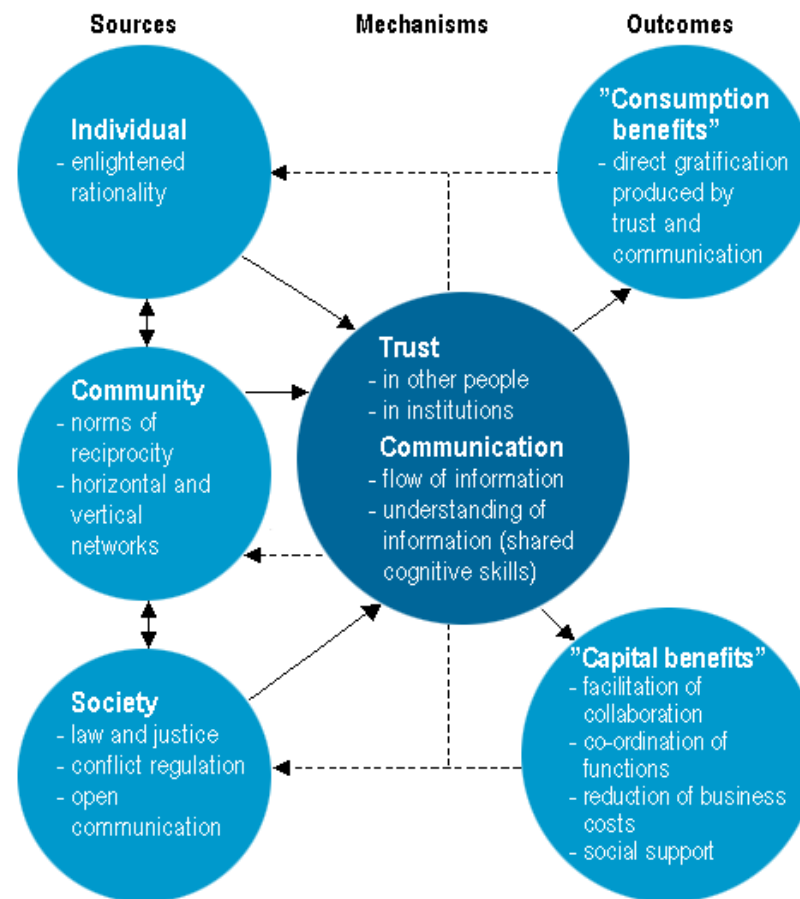 Sources
Mechanisms
Outcomes
Individual
- enlightened
rationality
”Consumption
benefits”
- direct gratification
produced by
trust and
communication
Community
- norms of
reciprocity
- horizontal and
vertical
networks
Trust
- in other people
- in institutions
Communication
- flow of information
- understanding of
information (shared
cognitive skills)
Society
- law and justice
- conflict regulation
- open
communication
”Capital benefits”
- facilitation of
collaboration
- co-ordination of
functions
- reduction of business
costs
- social support